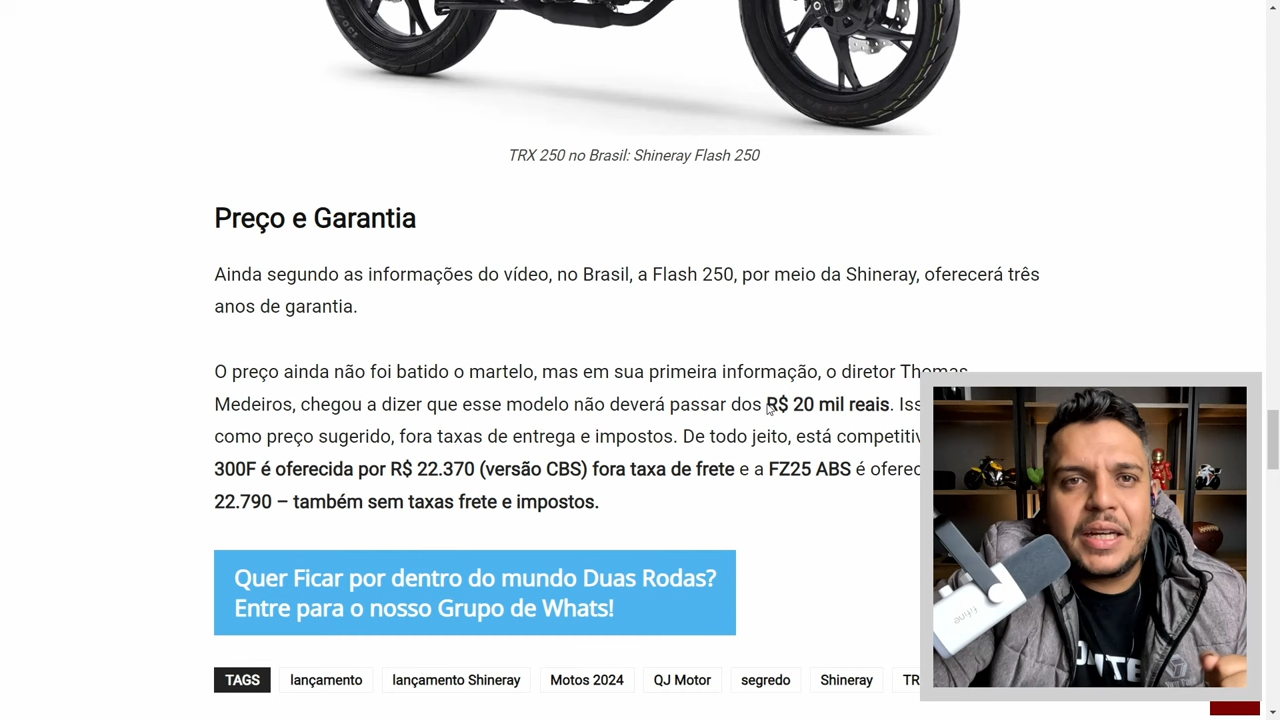 TRX 250 no Brasil: Shineray Flash 250
Preço e Garantia
Ainda segundo as informações do vídeo, no Brasil, a Flash 250, por meio da Shineray, oferecerá três
anos de garantia.
O preço ainda não foi batido o martelo, mas em sua primeira informação, o diretor Thomas
Medeiros, chegou a dizer que esse modelo não deverá passar dos R$ 20 mil reais. Iss
como preço sugerido, fora taxas de entrega e impostos. De todo jeito, está competitiv
300F é oferecida por R$ 22.370 (versão CBS) fora taxa de frete e a FZ25 ABS é oferec
22.790 – também sem taxas frete e impostos.
Quer Ficar por dentro do mundo Duas Rodas?
Entre para o nosso Grupo de Whats!
TAGS lançamento lançamento Shineray Motos 2024 QJ Motor segredo Shineray TR
fifine